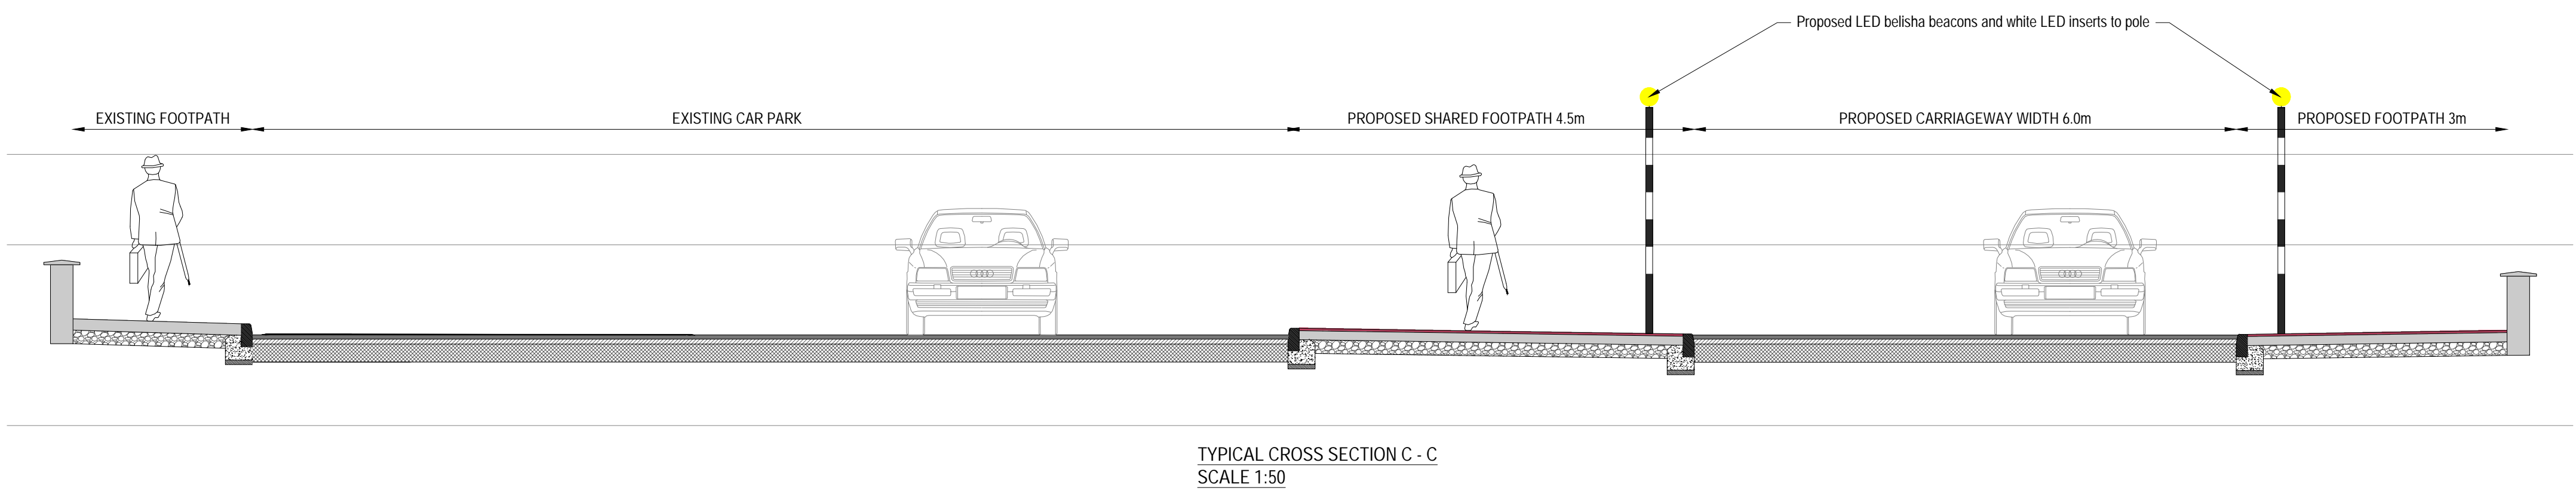 Proposed LED belisha beacons and white LED inserts to pole
EXISTING FOOTPATH
EXISTING CAR PARK
PROPOSED SHARED FOOTPATH 4.5m
PROPOSED CARRIAGEWAY WIDTH 6.0m
PROPOSED FOOTPATH 3m
TYPICAL CROSS SECTION C - C
SCALE 1:50